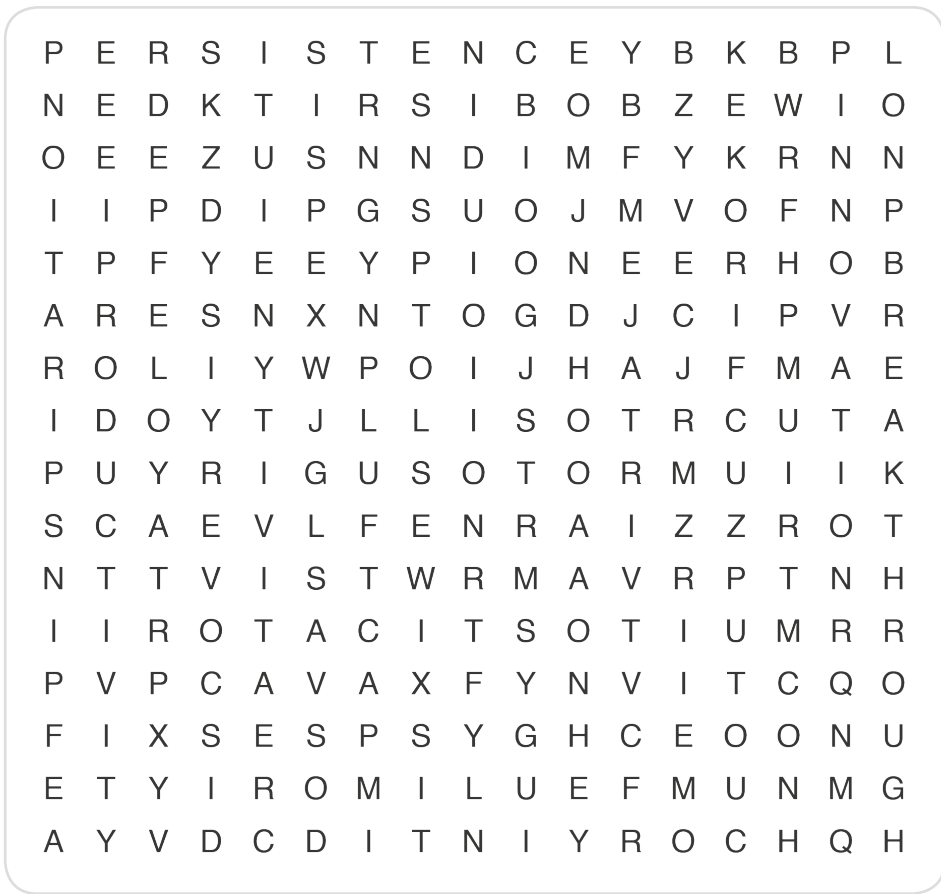 P E R S I S T E N C E Y B K B P L
N E D K T I R S I B O B Z E W I O
O E E Z U S N N D I M F Y K R N N
I I P D I P G S U O J M V O F N P
T P F Y E E Y P I O N E E R H O B
A R E S N X N T O G D J C I P V R
R O L I Y W P O I J H A J F M A E
I D O Y T J L L I S O T R C U T A
P U Y R I G U S O T O R M U I I K
S C A E V L F E N R A I Z Z R O T
N T T V I S T W R M A V R P T N H
I I R O T A C I T S O T I U M R R
P V P C A V A X F Y N V I T C Q O
F I X S E S P S Y G H C E O O N U
E T Y I R O M I L U E F M U N M G
A Y V D C D I T N I Y R O C H Q H